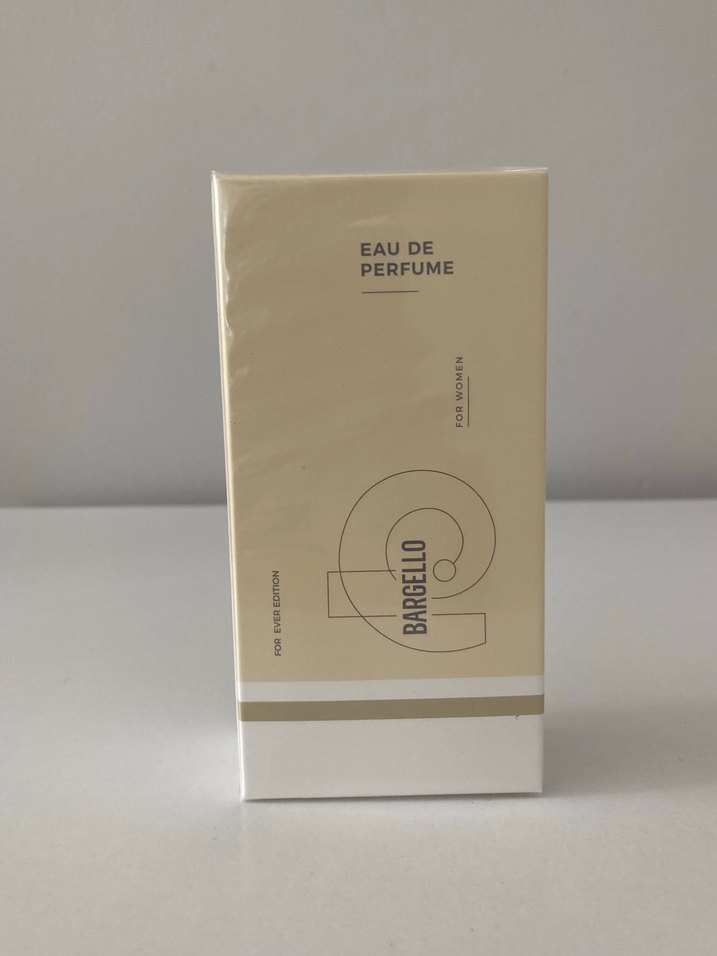 EAU DE
PERFUME
FOR WOMEN
BARGELLO
FOR EVER EDITION